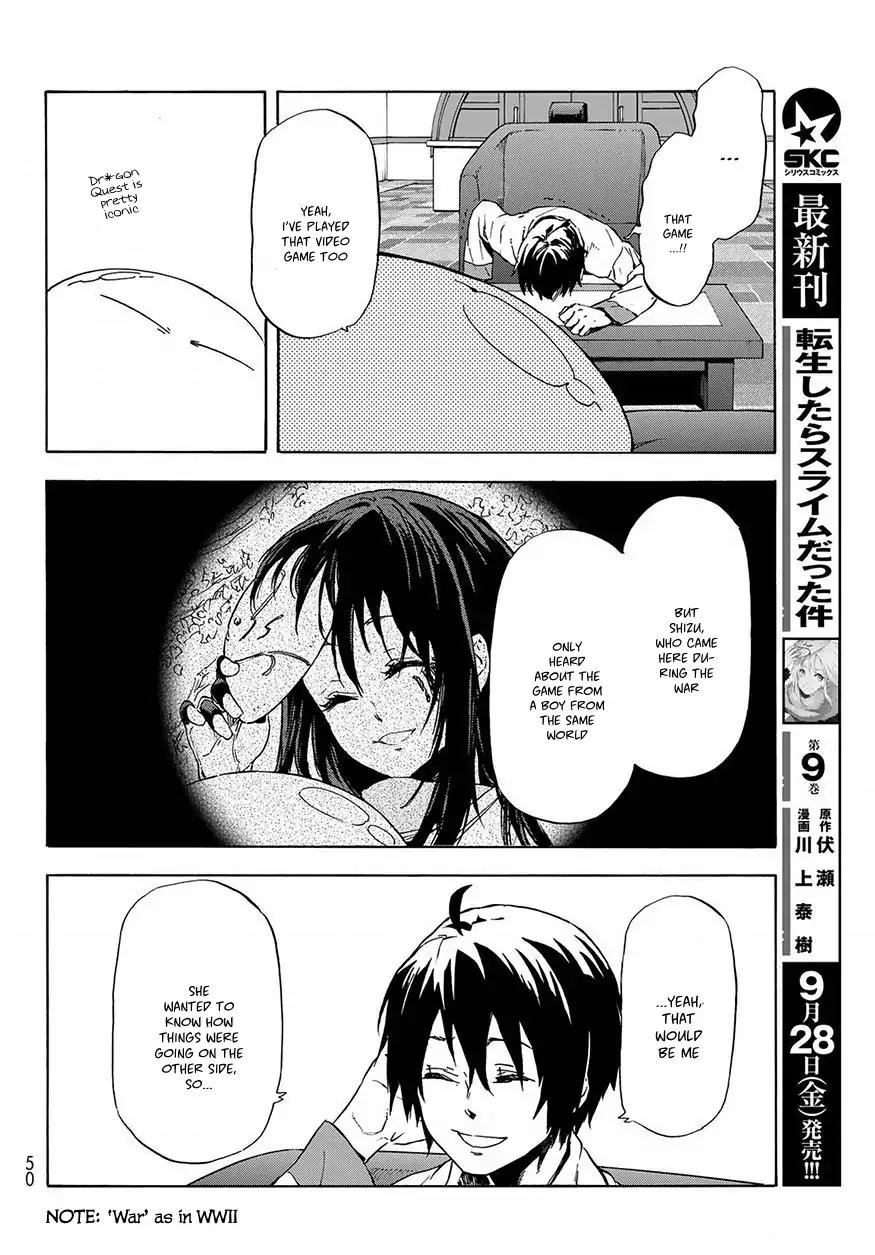 ...
THAT
GAME
...!!
YEAH,
I'VE PLAYED
THAT VIDEO
GAME TOO
Dr*gon
Quest is
pretty
iconic
BUT
SHIZU,
WHO CAME
HERE DU-
RING THE
WAR
ONLY
HEARD
ABOUT THE
GAME FROM
A BOY FROM
THE SAME
WORLD
...YEAH,
THAT
WOULD
BE ME
SHE
WANTED TO
KNOW HOW
THINGS WERE
GOING ON THE
OTHER SIDE,
SO...
50
NOTE: 'War' as in WWII
SKC
シリウスコミックス
最新刊
転生したらスライムだった件
第9巻
原作 伏瀬
漫画 川上泰樹
9月28日(金)発売!!!